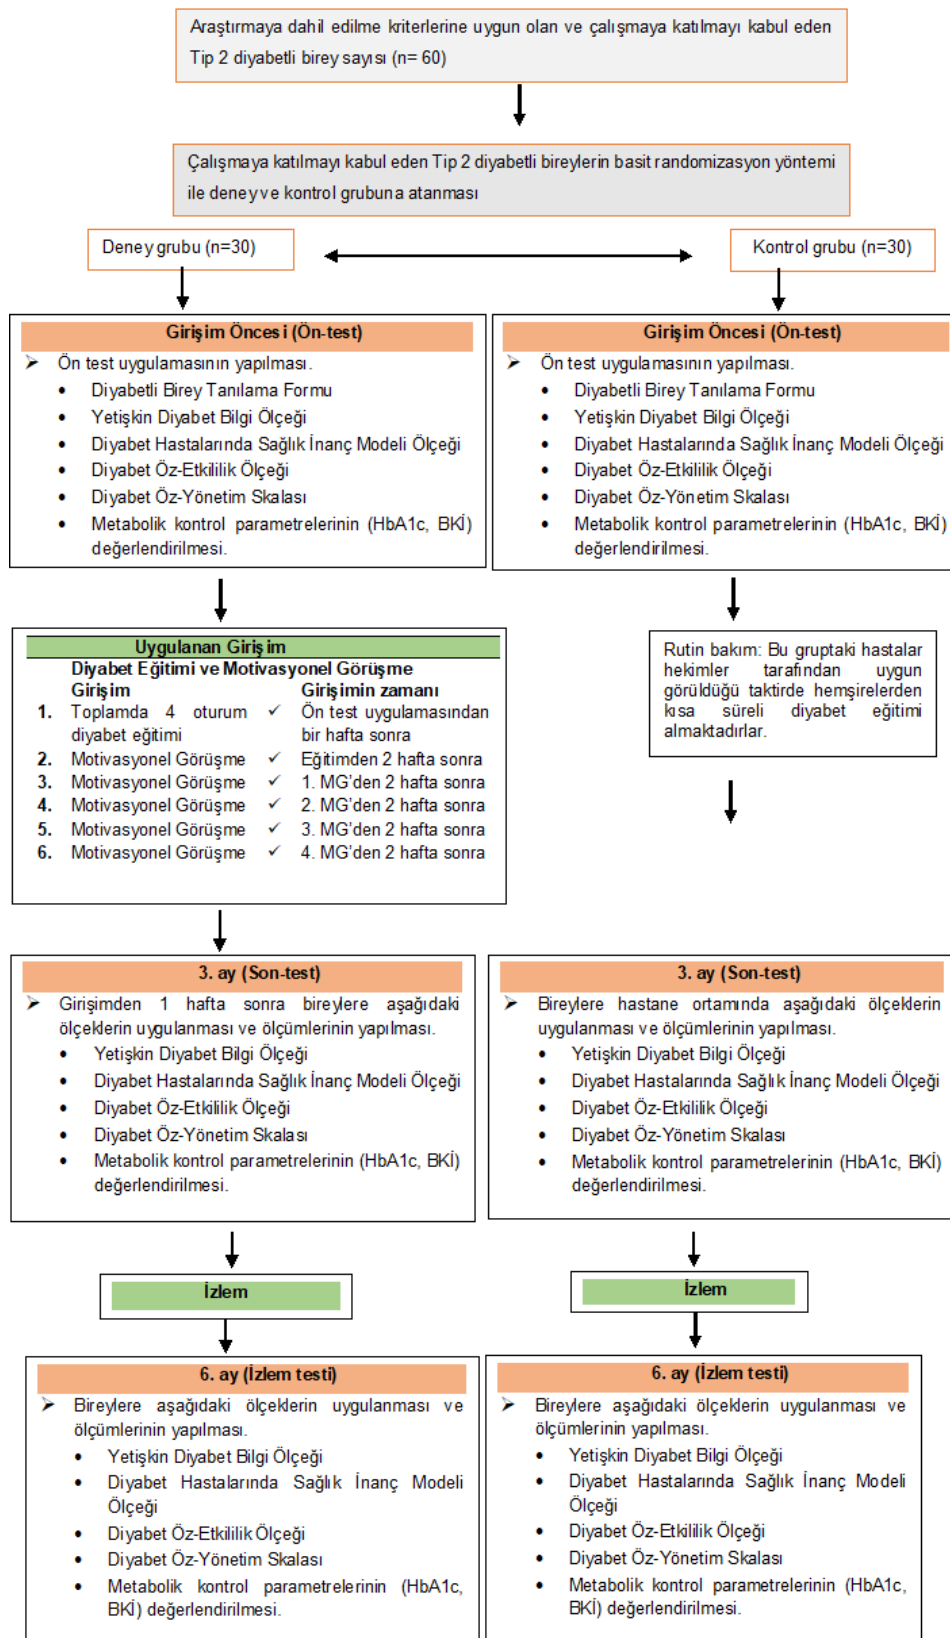 Araştırmaya dahil edilme kriterlerine uygun olan ve çalışmaya katılmayı kabul eden
Tip 2 diyabetli birey sayısı (n= 60)
Çalışmaya katılmayı kabul eden Tip 2 diyabetli bireylerin basit randomizasyon yöntemi
ile deney ve kontrol grubuna atanması
Deney grubu (n=30)
Kontrol grubu (n=30)
Girişim Öncesi (Ön-test)
➢ Ön test uygulamasının yapılması.
• Diyabetli Birey Tanılama Formu
• Yetişkin Diyabet Bilgi Ölçeği
• Diyabet Hastalarında Sağlık İnanç Modeli Ölçeği
• Diyabet Öz-Etkililik Ölçeği
• Diyabet Öz-Yönetim Skalası
• Metabolik kontrol parametrelerinin (HbA1c, BKİ)
değerlendirilmesi.
Girişim Öncesi (Ön-test)
➢ Ön test uygulamasının yapılması.
• Diyabetli Birey Tanılama Formu
• Yetişkin Diyabet Bilgi Ölçeği
• Diyabet Hastalarında Sağlık İnanç Modeli Ölçeği
• Diyabet Öz-Etkililik Ölçeği
• Diyabet Öz-Yönetim Skalası
• Metabolik kontrol parametrelerinin (HbA1c, BKİ)
değerlendirilmesi.
Uygulanan Girişim
Diyabet Eğitimi ve Motivasyonel Görüşme
Girişim Girişimin zamanı
1. Toplamda 4 oturum ✓ Ön test uygulamasından
diyabet eğitimi bir hafta sonra
2. Motivasyonel Görüşme ✓ Eğitimden 2 hafta sonra
3. Motivasyonel Görüşme ✓ 1. MG'den 2 hafta sonra
4. Motivasyonel Görüşme ✓ 2. MG'den 2 hafta sonra
5. Motivasyonel Görüşme ✓ 3. MG'den 2 hafta sonra
6. Motivasyonel Görüşme ✓ 4. MG'den 2 hafta sonra
Rutin bakım: Bu gruptaki hastalar
hekimler tarafından uygun
görüldüğü taktirde hemşirelerden
kısa süreli diyabet eğitimi
almaktadırlar.
3. ay (Son-test)
➢ Girişimden 1 hafta sonra bireylere aşağıdaki
ölçeklerin uygulanması ve ölçümlerinin yapılması.
• Yetişkin Diyabet Bilgi Ölçeği
• Diyabet Hastalarında Sağlık İnanç Modeli Ölçeği
• Diyabet Öz-Etkililik Ölçeği
• Diyabet Öz-Yönetim Skalası
• Metabolik kontrol parametrelerinin (HbA1c, BKİ)
değerlendirilmesi.
3. ay (Son-test)
➢ Bireylere hastane ortamında aşağıdaki ölçeklerin
uygulanması ve ölçümlerinin yapılması.
• Yetişkin Diyabet Bilgi Ölçeği
• Diyabet Hastalarında Sağlık İnanç Modeli Ölçeği
• Diyabet Öz-Etkililik Ölçeği
• Diyabet Öz-Yönetim Skalası
• Metabolik kontrol parametrelerinin (HbA1c, BKİ)
değerlendirilmesi.
İzlem
İzlem
6. ay (İzlem testi)
➢ Bireylere aşağıdaki ölçeklerin uygulanması ve
ölçümlerinin yapılması.
• Yetişkin Diyabet Bilgi Ölçeği
• Diyabet Hastalarında Sağlık İnanç Modeli
Ölçeği
• Diyabet Öz-Etkililik Ölçeği
• Diyabet Öz-Yönetim Skalası
• Metabolik kontrol parametrelerinin (HbA1c,
BKİ) değerlendirilmesi.
6. ay (İzlem testi)
➢ Bireylere aşağıdaki ölçeklerin uygulanması ve
ölçümlerinin yapılması.
• Yetişkin Diyabet Bilgi Ölçeği
• Diyabet Hastalarında Sağlık İnanç Modeli
Ölçeği
• Diyabet Öz-Etkililik Ölçeği
• Diyabet Öz-Yönetim Skalası
• Metabolik kontrol parametrelerinin (HbA1c,
BKİ) değerlendirilmesi.